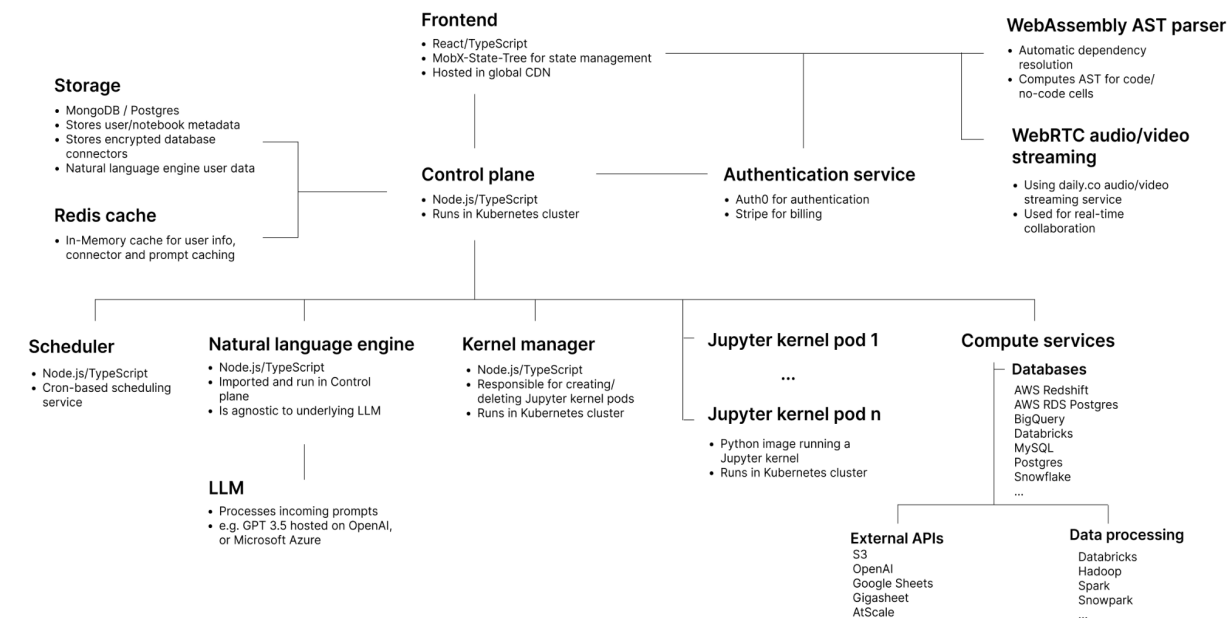 Frontend
• React/TypeScript
• MobX-State-Tree for state management
• Hosted in global CDN
WebAssembly AST parser
• Automatic dependency
resolution
• Computes AST for code/
no-code cells
Storage
• MongoDB / Postgres
• Stores user/notebook metadata
• Stores encrypted database
connectors
• Natural language engine user data
WebRTC audio/video
streaming
• Using daily.co audio/video
streaming service
• Used for real-time
collaboration
Control plane
• Node.js/TypeScript
• Runs in Kubernetes cluster
Authentication service
• Auth0 for authentication
• Stripe for billing
Redis cache
• In-Memory cache for user info,
connector and prompt caching
Scheduler
• Node.js/TypeScript
• Cron-based scheduling
service
Natural language engine
• Node.js/TypeScript
• Imported and run in Control
plane
• Is agnostic to underlying LLM
LLM
• Processes incoming prompts
• e.g. GPT 3.5 hosted on OpenAI,
or Microsoft Azure
Kernel manager
• Node.js/TypeScript
• Responsible for creating/
deleting Jupyter kernel pods
• Runs in Kubernetes cluster
Jupyter kernel pod 1
...
Jupyter kernel pod n
• Python image running a
Jupyter kernel
• Runs in Kubernetes cluster
Compute services
Databases
AWS Redshift
AWS RDS Postgres
BigQuery
Databricks
MySQL
Postgres
Snowflake
...
External APIs
S3
OpenAI
Google Sheets
Gigasheet
AtScale
Data processing
Databricks
Hadoop
Spark
Snowpark
...